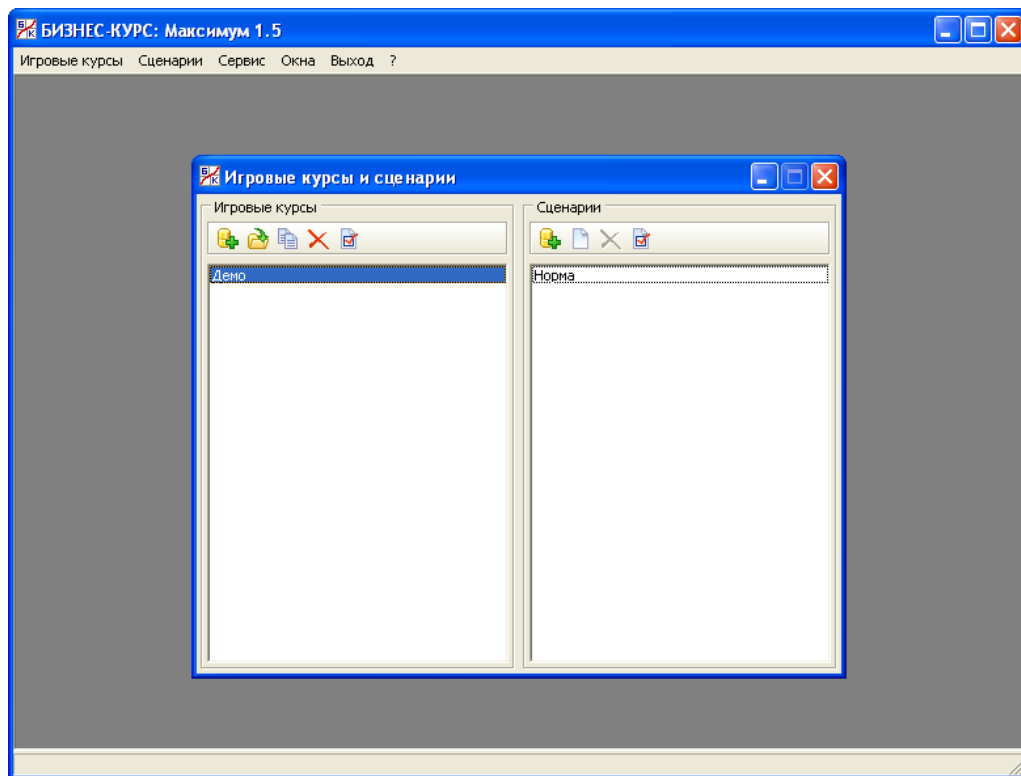 БИЗНЕС-КУРС: Максимум 1.5
Игровые курсы Сценарии Сервис Окна Выход ?
Игровые курсы и сценарии
Игровые курсы
Сценарии
Демо
Норма